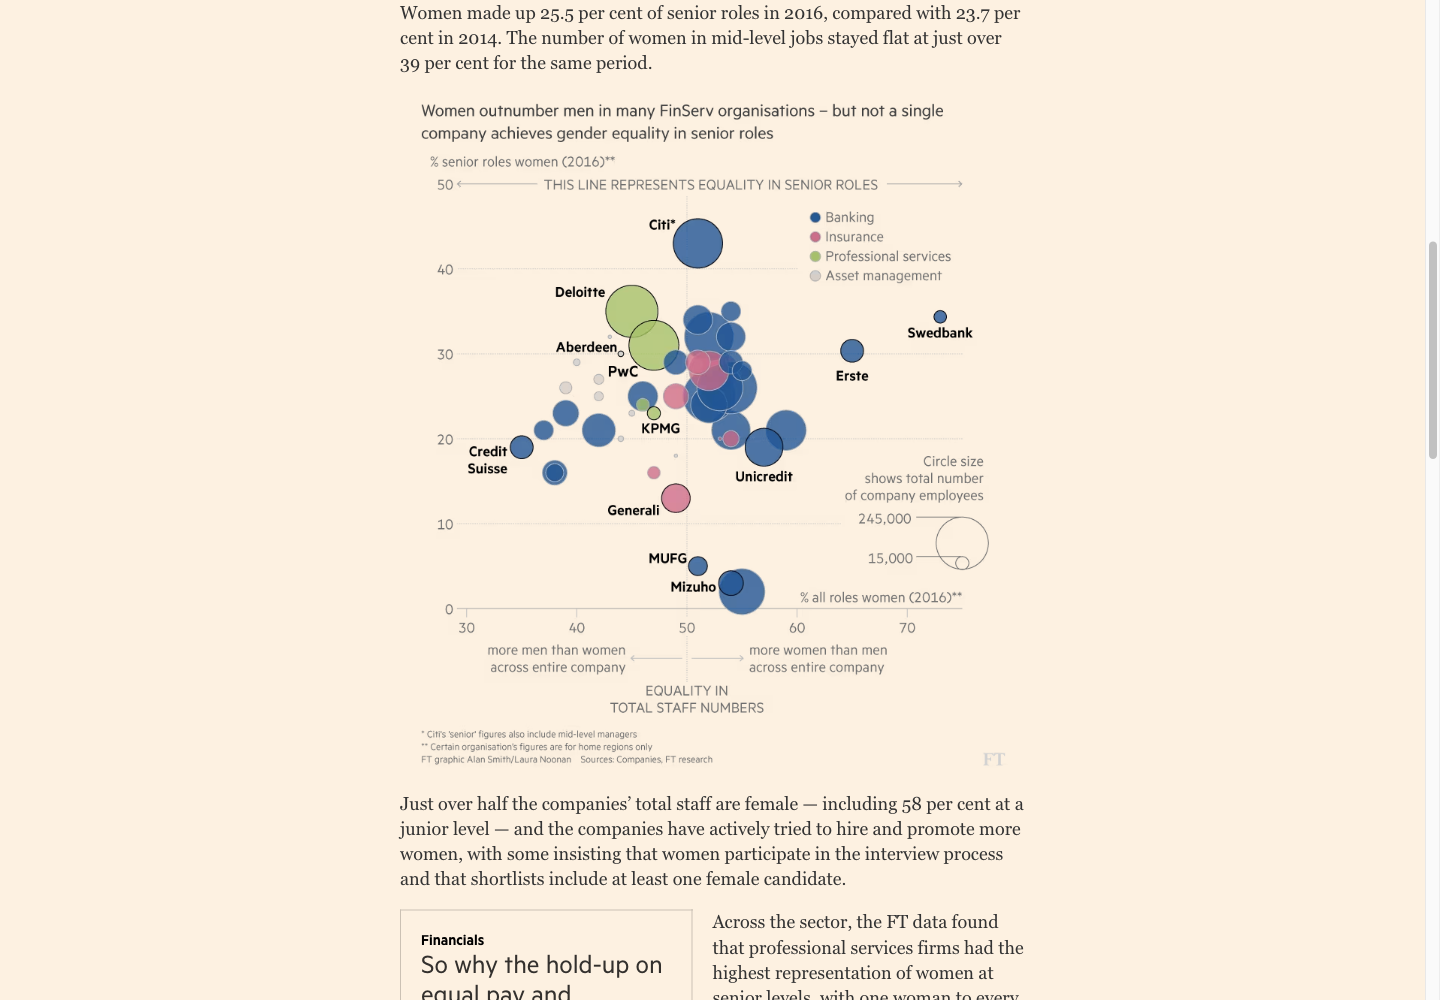 Women made up 25.5 per cent of senior roles in 2016, compared with 23.7 per
cent in 2014. The number of women in mid-level jobs stayed flat at just over
39 per cent for the same period.
Women outnumber men in many FinServ organisations – but not a single
company achieves gender equality in senior roles
% senior roles women (2016)**
50
THIS LINE REPRESENTS EQUALITY IN SENIOR ROLES
Citi*
Banking
Insurance
Professional services
Asset management
40
Deloitte
Swedbank
Aberdeen
30
PwC
Erste
KPMG
20
Credit
Suisse
Unicredit
Circle size
shows total number
of company employees
Generali
245,000
10
15,000
MUFG
Mizuho
% all roles women (2016)**
0
30
40
50
60
70
more men than women
across entire company
more women than men
across entire company
EQUALITY IN
TOTAL STAFF NUMBERS
* Citi's 'senior' figures also include mid-level managers
** Certain organisation's figures are for home regions only
FT graphic Alan Smith/Laura Noonan Sources: Companies, FT research
FT
Just over half the companies’ total staff are female — including 58 per cent at a
junior level — and the companies have actively tried to hire and promote more
women, with some insisting that women participate in the interview process
and that shortlists include at least one female candidate.
Financials
So why the hold-up on
equal pay and
Across the sector, the FT data found
that professional services firms had the
highest representation of women at
senior levels, with one woman to every